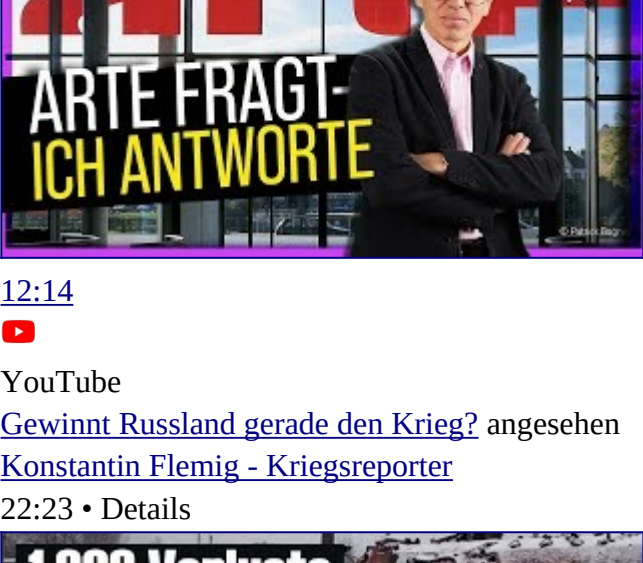 ARTE FRAGT-
ICH ANTWORTE
12:14
YouTube
Gewinnt Russland gerade den Krieg? angesehen
Konstantin Flemig - Kriegsreporter
22:23 • Details